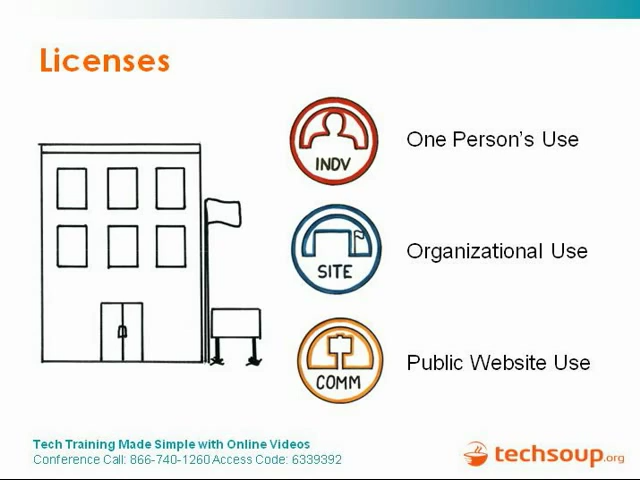 Licenses
INDV
One Person's Use
SITE
Organizational Use
COMM
Public Website Use
Tech Training Made Simple with Online Videos
Conference Call: 866-740-1260 Access Code: 6339392
techsoup.org